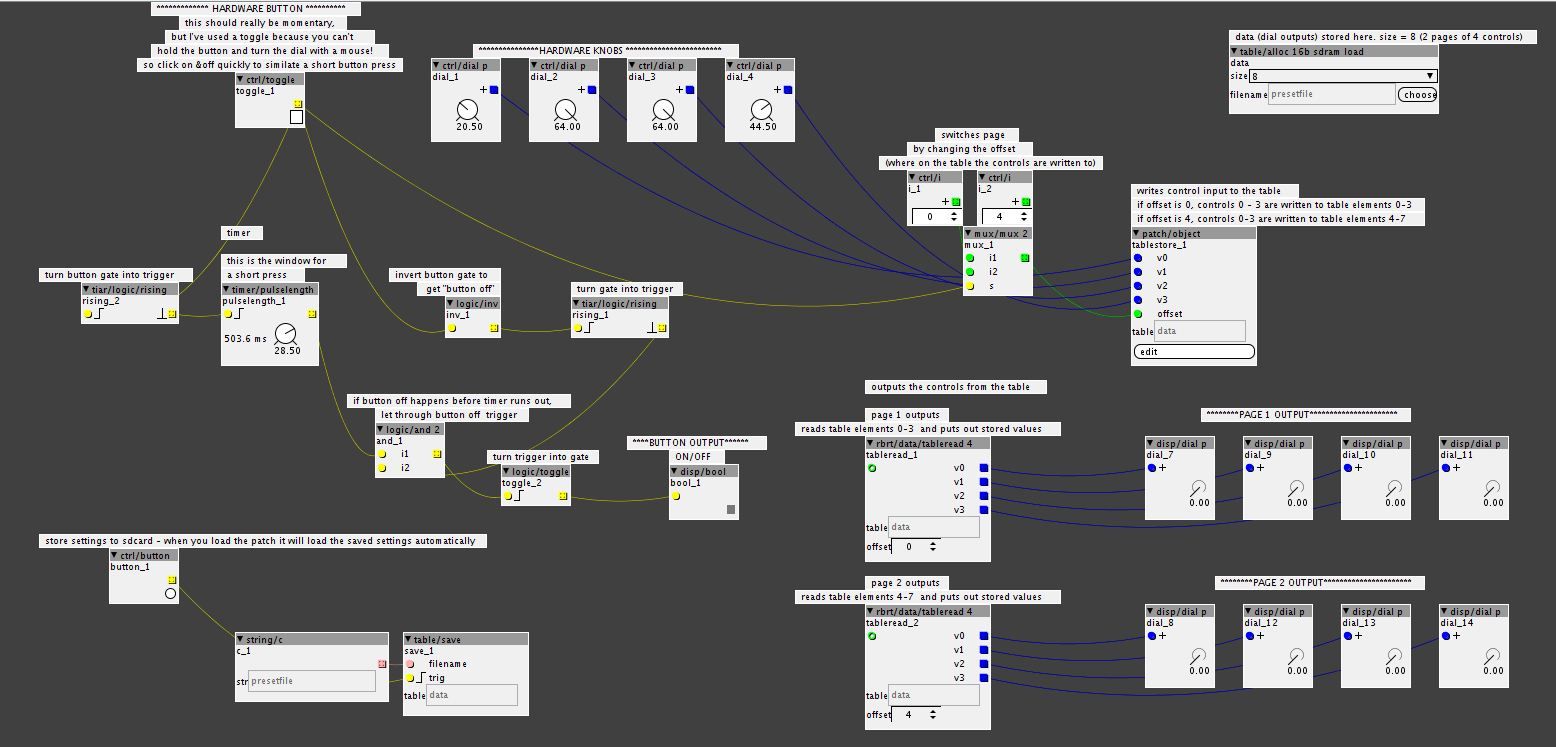 ************ HARDWARE BUTTON **********
this should really be momentary,
but I've used a toggle because you can't
hold the button and turn the dial with a mouse!
so click on &off quickly to similate a short button press
ctrl/toggle
toggle_1
***************HARDWARE KNOBS ************************
ctrl/dial p
dial_1
20.50
ctrl/dial p
dial_2
64.00
ctrl/dial p
dial_3
64.00
ctrl/dial p
dial_4
44.50
data (dial outputs) stored here. size = 8 (2 pages of 4 controls)
table/alloc 16b sdram load
data
size 8
filename presetfile choose
switches page
by changing the offset
(where on the table the controls are written to)
ctrl/i
i_1
0
ctrl/i
i_2
4
mux/mux 2
mux_1
i1
i2
s
writes control input to the table
if offset is 0, controls 0 - 3 are written to table elements 0-3
if offset is 4, controls 0-3 are written to table elements 4-7
patch/object
tablestore_1
v0
v1
v2
v3
offset
table data
edit
timer
turn button gate into trigger
tiar/logic/rising
rising_2
this is the window for
a short press
timer/pulselength
pulselength_1
503.6 ms
28.50
invert button gate to
get "button off"
logic/inv
inv_1
turn gate into trigger
tiar/logic/rising
rising_1
if button off happens before timer runs out,
let through button off trigger
logic/and 2
and_1
i1
i2
turn trigger into gate
logic/toggle
toggle_2
****BUTTON OUTPUT******
ON/OFF
disp/bool
bool_1
outputs the controls from the table
page 1 outputs
reads table elements 0-3 and puts out stored values
rbrt/data/tableread 4
tableread_1
v0
v1
v2
v3
table data
offset 0
********PAGE 1 OUTPUT**********************
disp/dial p
dial_7
0.00
disp/dial p
dial_9
0.00
disp/dial p
dial_10
0.00
disp/dial p
dial_11
0.00
store settings to sdcard - when you load the patch it will load the saved settings automatically
ctrl/button
button_1
string/c
c_1
str presetfile
table/save
save_1
filename
trig
table data
page 2 outputs
reads table elements 4-7 and puts out stored values
rbrt/data/tableread 4
tableread_2
v0
v1
v2
v3
table data
offset 4
********PAGE 2 OUTPUT**********************
disp/dial p
dial_8
0.00
disp/dial p
dial_12
0.00
disp/dial p
dial_13
0.00
disp/dial p
dial_14
0.00